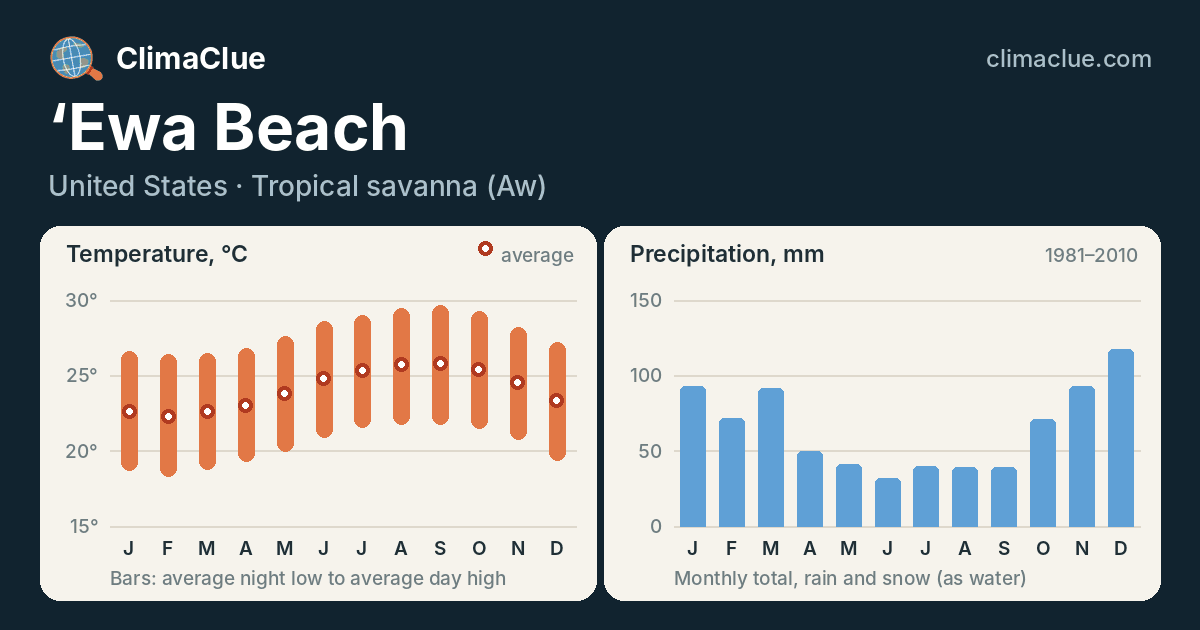 ClimaClue
climaclue.com
‘Ewa Beach
United States · Tropical savanna (Aw)
Temperature, °C
average
30°
25°
20°
15°
J F M A M J J A S O N D
Bars: average night low to average day high
Precipitation, mm
1981–2010
150
100
50
0
J F M A M J J A S O N D
Monthly total, rain and snow (as water)